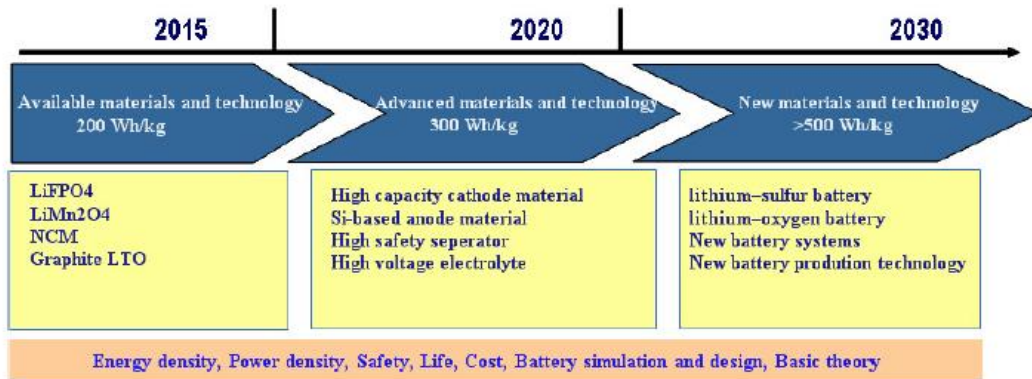 2015
2020
2030
Available materials and technology
200 Wh/kg
Advanced materials and technology
300 Wh/kg
New materials and technology
>500 Wh/kg
LiFPO4
LiMn2O4
NCM
Graphite LTO
High capacity cathode material
Si-based anode material
High safety seperator
High voltage electrolyte
lithium–sulfur battery
lithium–oxygen battery
New battery systems
New battery prodution technology
Energy density, Power density, Safety, Life, Cost, Battery simulation and design, Basic theory